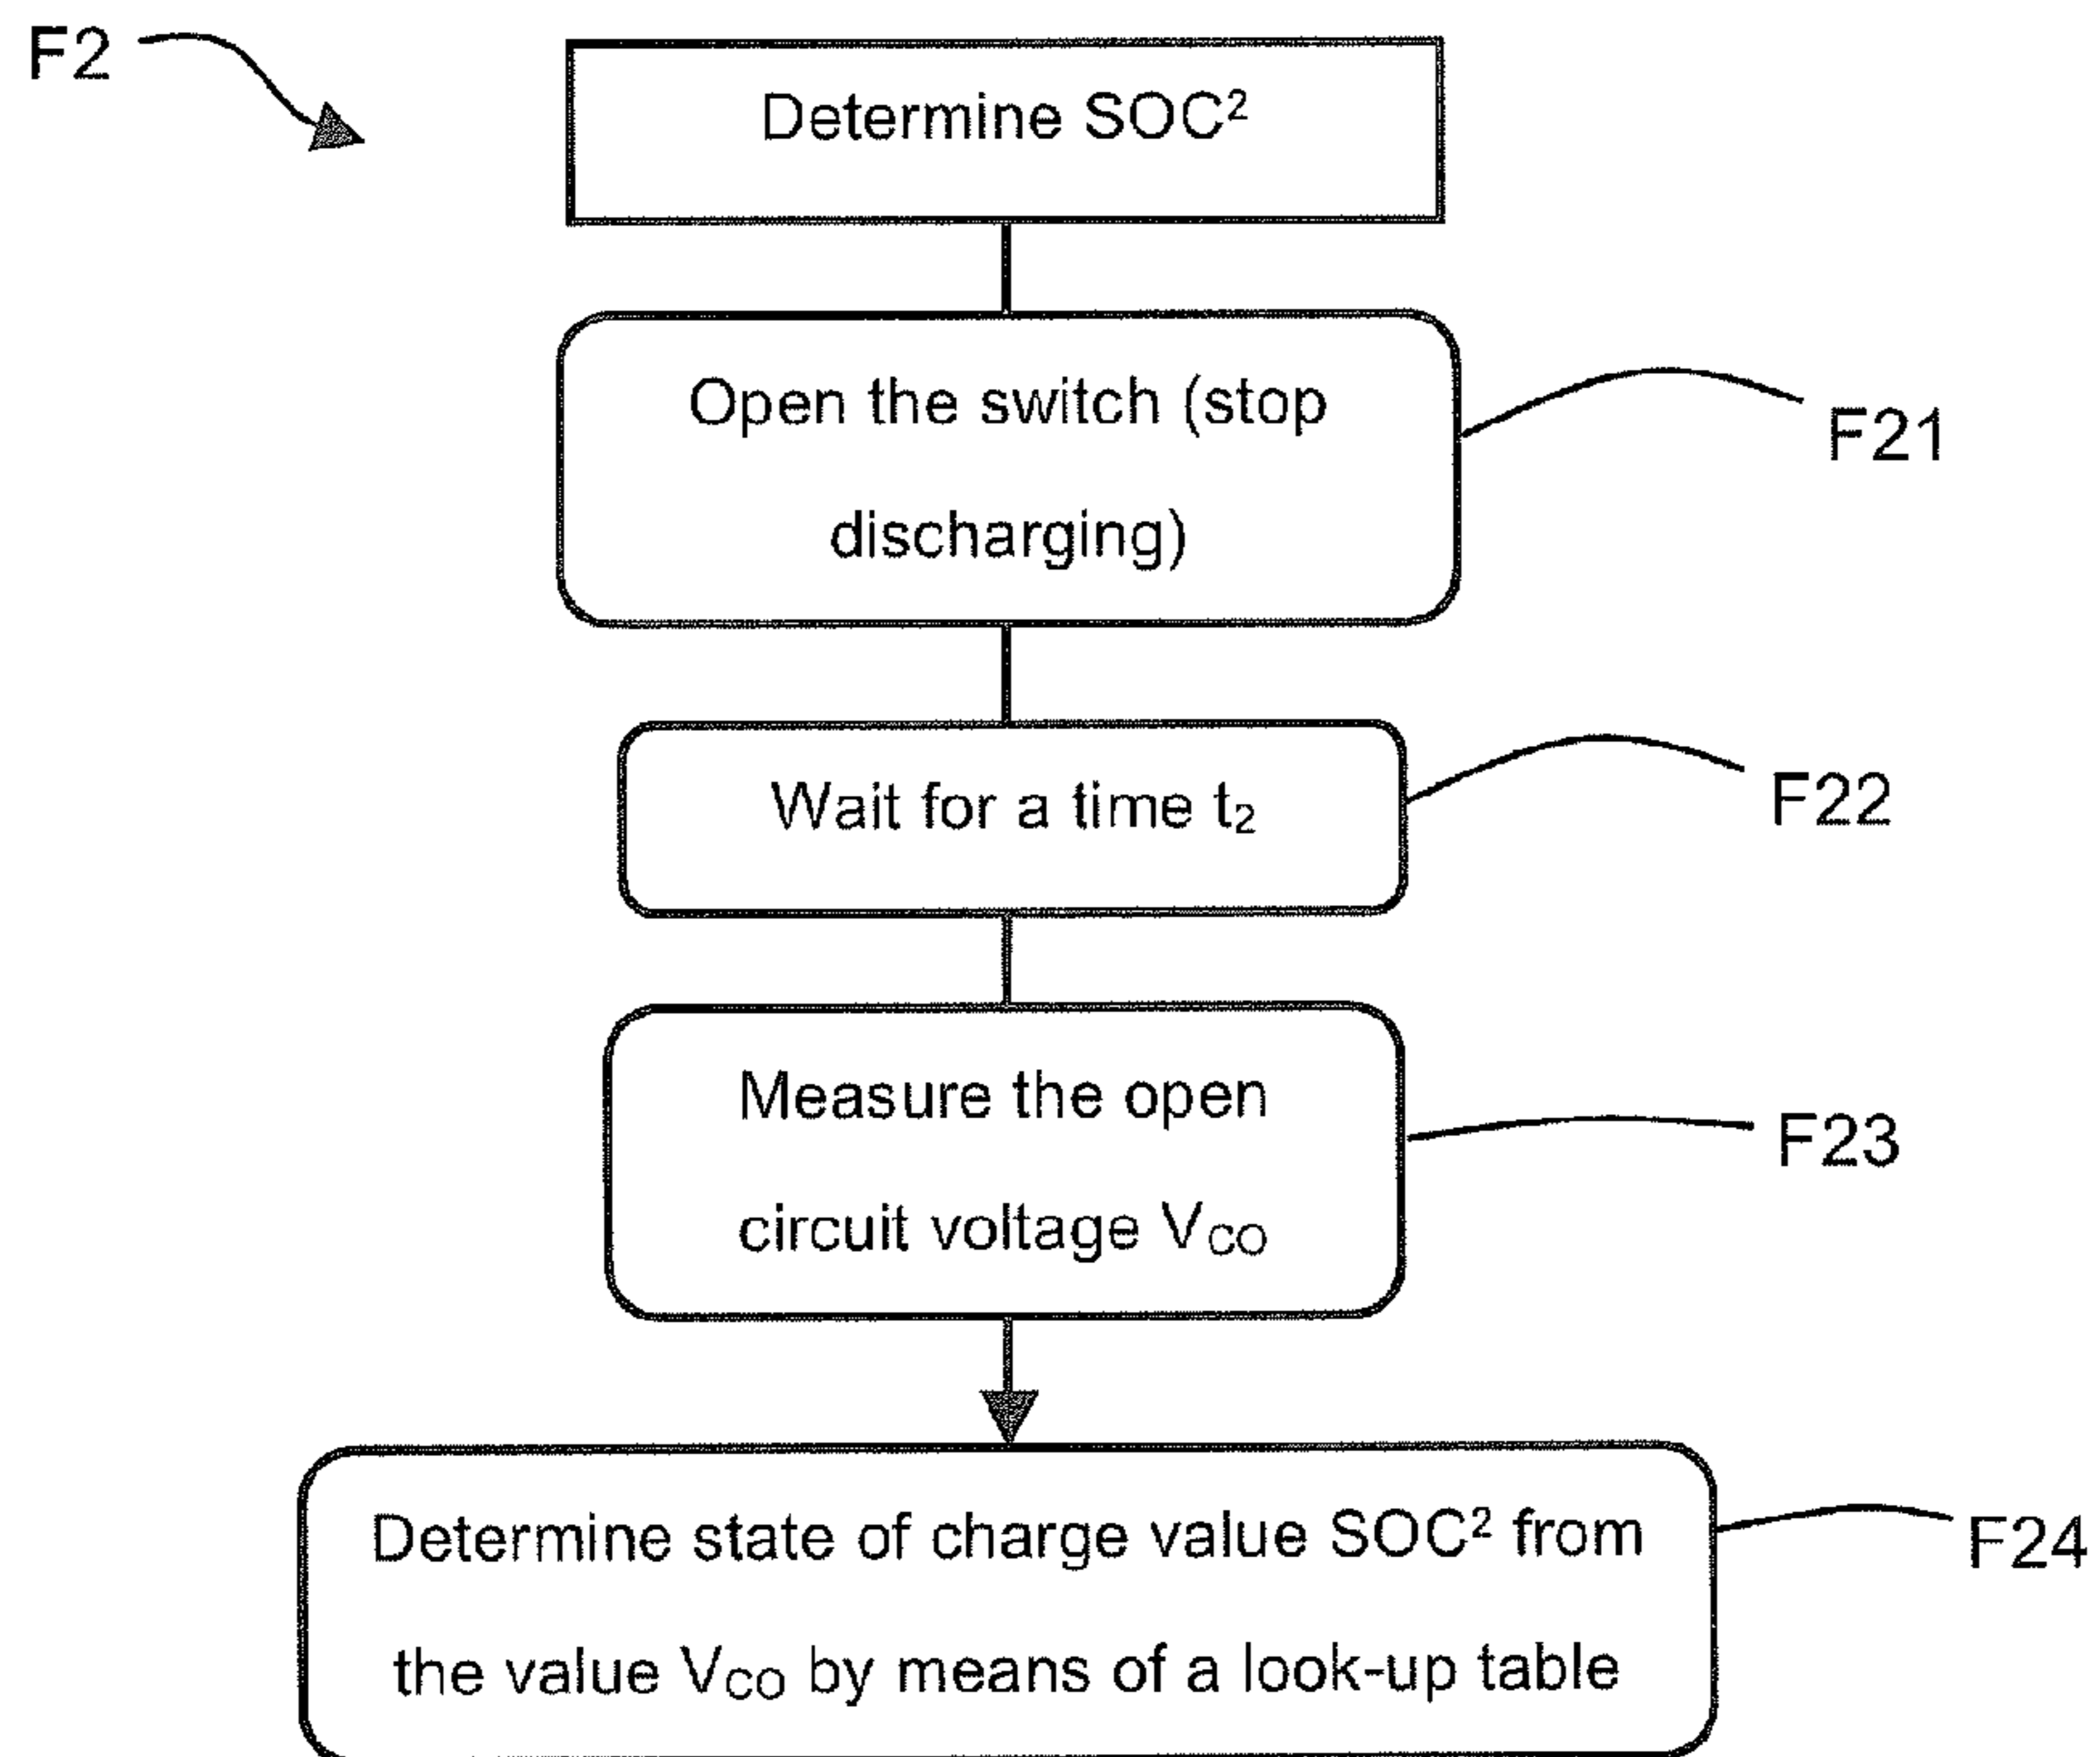 F2
Determine SOC²
Open the switch (stop
discharging)
F21
Wait for a time t₂
F22
Measure the open
circuit voltage V_CO
F23
Determine state of charge value SOC² from
the value V_CO by means of a look-up table
F24